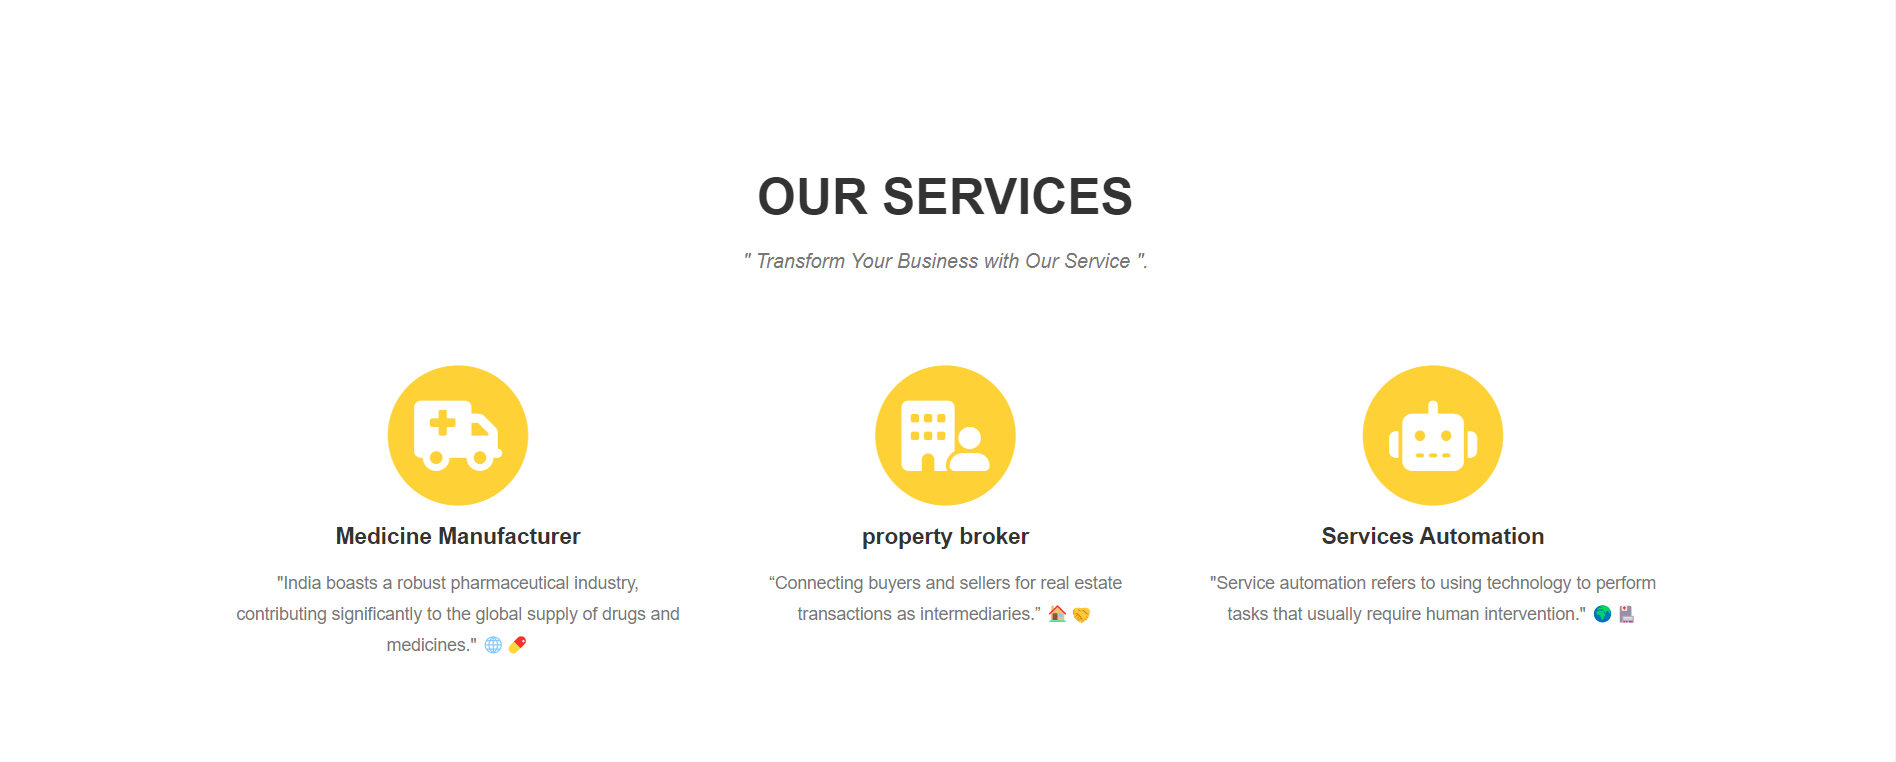 OUR SERVICES
" Transform Your Business with Our Service ".
Medicine Manufacturer
"India boasts a robust pharmaceutical industry,
contributing significantly to the global supply of drugs and
medicines." 🌐 💊
property broker
“Connecting buyers and sellers for real estate
transactions as intermediaries.” 🏠 🤝
Services Automation
"Service automation refers to using technology to perform
tasks that usually require human intervention." 🌍